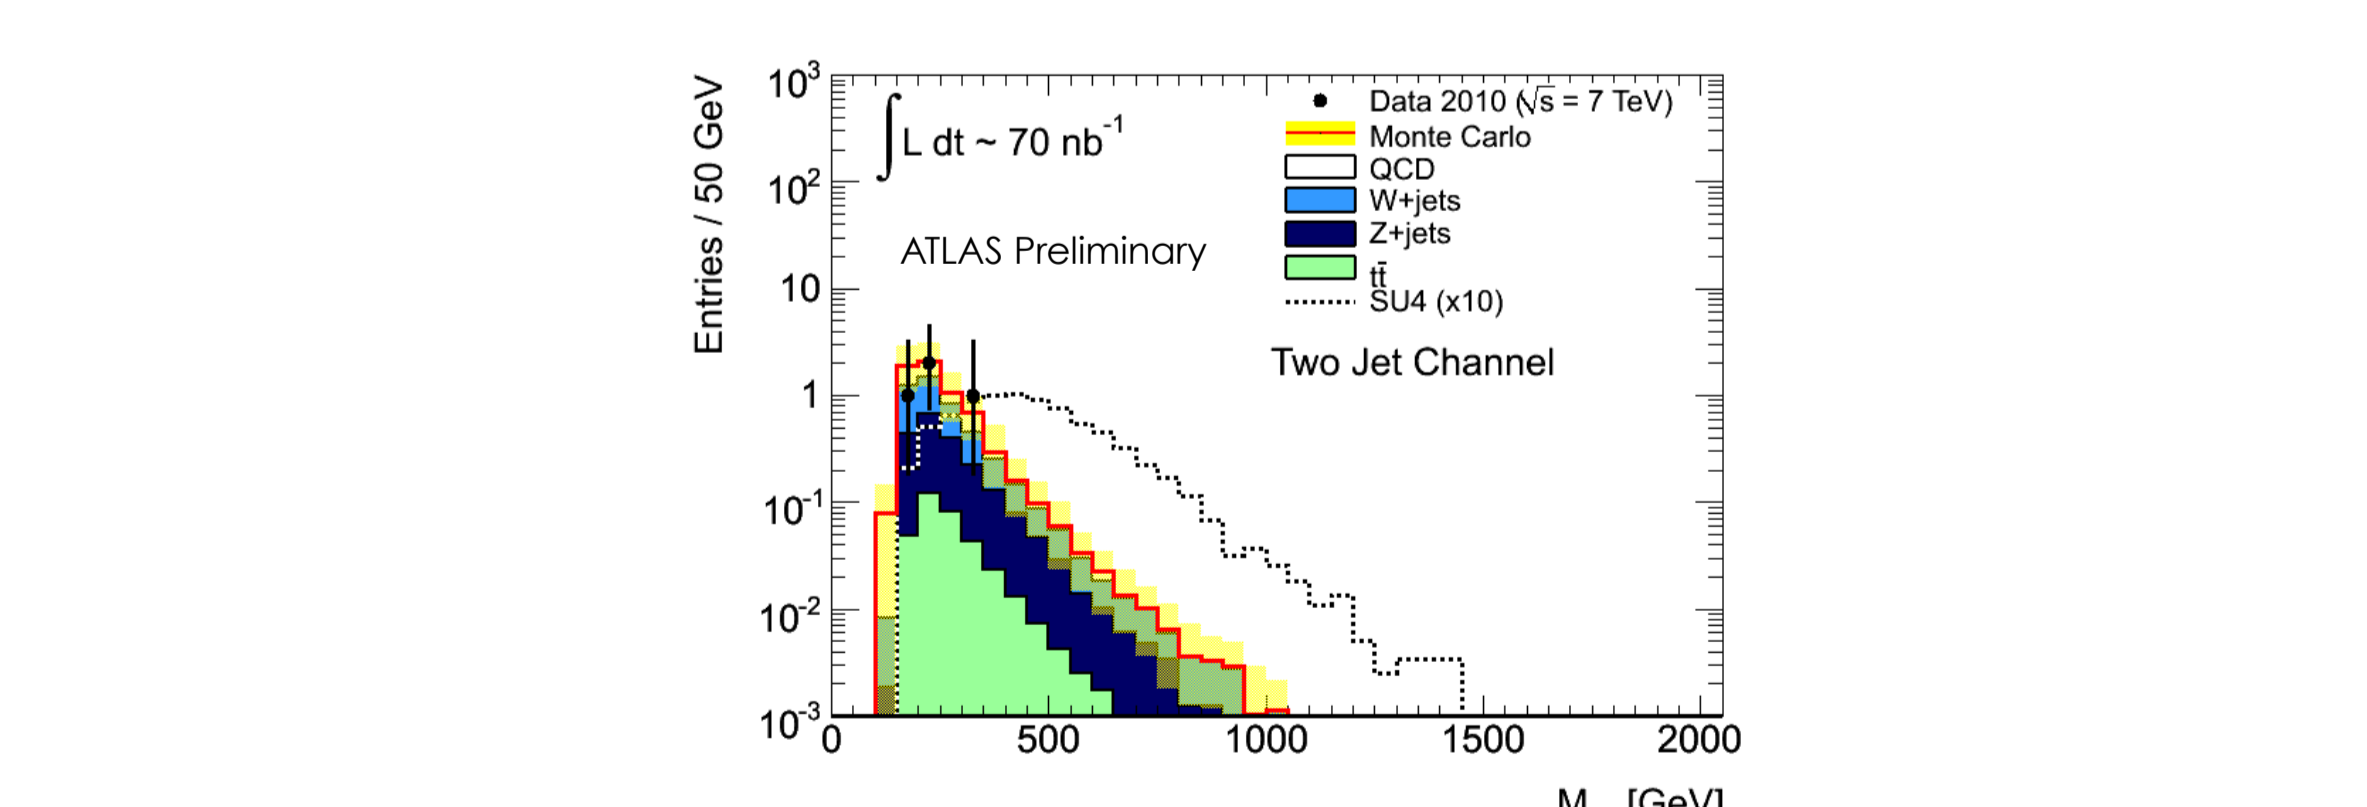 Entries / 50 GeV
10³
10²
10
1
10⁻¹
10⁻²
10⁻³
∫ L dt ~ 70 nb⁻¹
ATLAS Preliminary
Data 2010 (√s = 7 TeV)
Monte Carlo
QCD
W+jets
Z+jets
tt̄
SU4 (x10)
Two Jet Channel
0 500 1000 1500 2000
M [GeV]